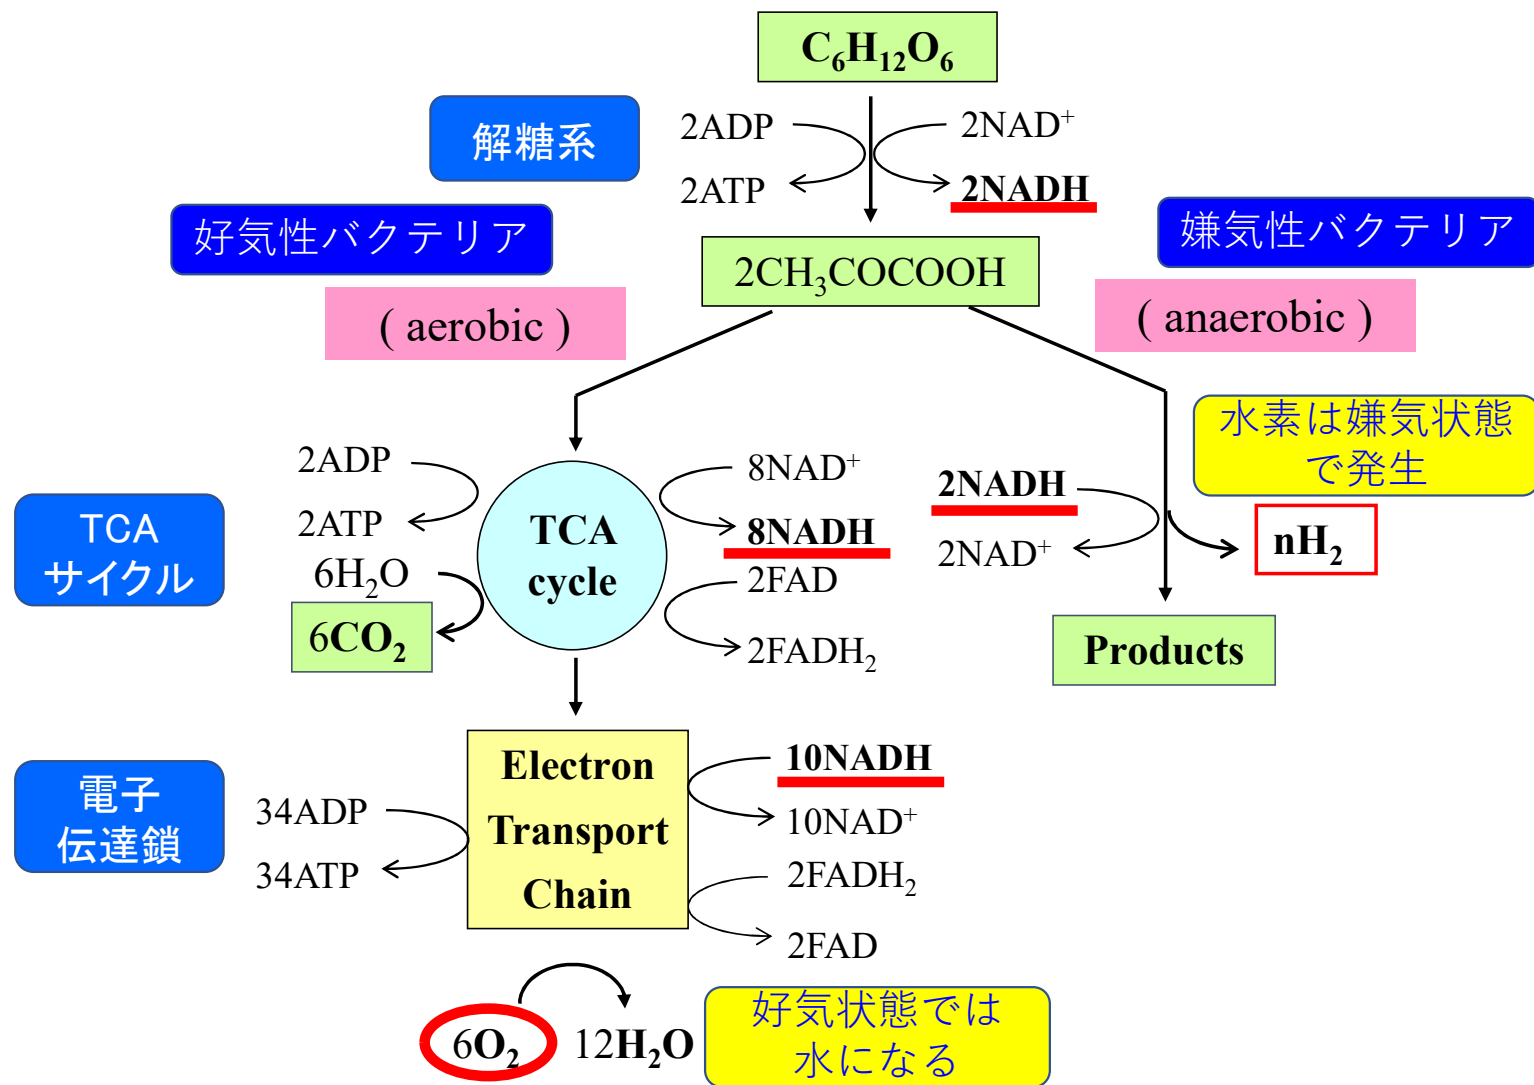 C₆H₁₂O₆
解糖系
2ADP
2NAD⁺
2ATP
2NADH
好気性バクテリア
嫌気性バクテリア
2CH₃COCOOH
( aerobic )
( anaerobic )
水素は嫌気状態
で発生
2ADP
8NAD⁺
2NADH
TCA
サイクル
2ATP
TCA
cycle
8NADH
2NAD⁺
nH₂
6H₂O
2FAD
6CO₂
2FADH₂
Products
電子
伝達鎖
Electron
Transport
Chain
10NADH
34ADP
10NAD⁺
34ATP
2FADH₂
2FAD
6O₂
12H₂O
好気状態では
水になる